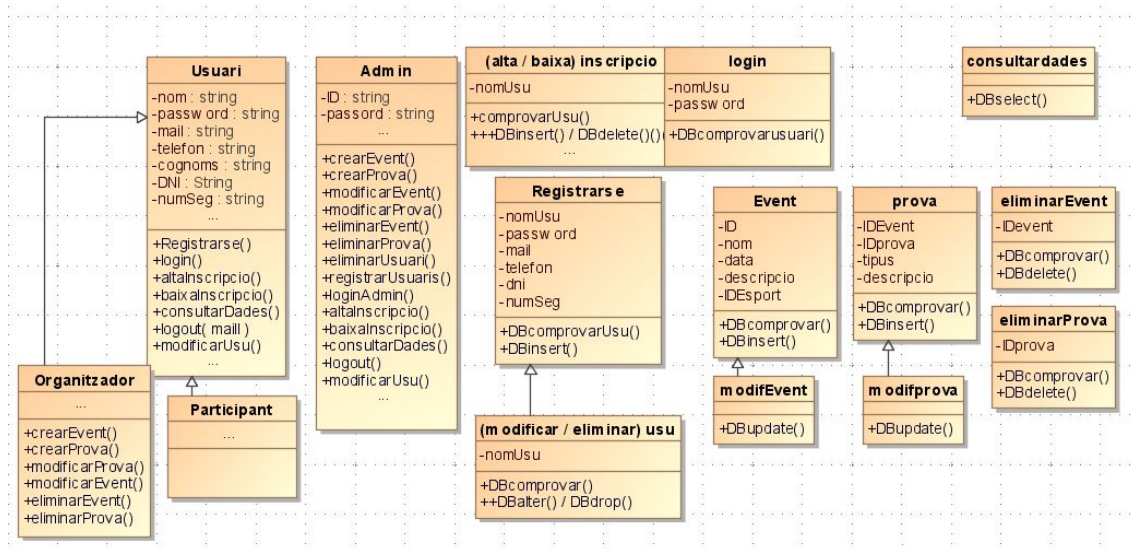 Usuari
-nom : string
-password : string
-mail : string
-telefon : string
-cognoms : string
-DNI : String
-numSeg : string
...
+Registrarse()
+login()
+altaInscripcio()
+baixaInscripcio()
+consultarDades()
+logout( maill )
+modificarUsu()
...
Organitzador
...
+crearEvent()
+crearProva()
+modificarProva()
+modificarEvent()
+eliminarEvent()
+eliminarProva()
Participant
...
Admin
-ID : string
-passord : string
...
+crearEvent()
+crearProva()
+modificarEvent()
+modificarProva()
+eliminarEvent()
+eliminarProva()
+eliminarUsuari()
+registrarUsuaris()
+loginAdmin()
+altaInscripcio()
+baixaInscripcio()
+consultarDades()
+logout()
+modificarUsu()
...
(alta / baixa) inscripcio
-nomUsu
+comprovarUsu()
+++DBinsert() / DBdelete()()
...
login
-nomUsu
-password
+DBcomprovarusuari()
consultardades
+DBselect()
Registrarse
-nomUsu
-password
-mail
-telefon
-dni
-numSeg
+DBcomprovarUsu()
+DBinsert()
(modificar / eliminar) usu
-nomUsu
+DBcomprovar()
++DBalter() / DBdrop()
Event
-ID
-nom
-data
-descripcio
-IDEsport
+DBcomprovar()
+DBinsert()
modifEvent
+DBupdate()
prova
-IDEvent
-IDprova
-tipus
-descripcio
+DBcomprovar()
+DBinsert()
modifprova
+DBupdate()
eliminarEvent
-IDevent
+DBcomprovar()
+DBdelete()
eliminarProva
-IDprova
+DBcomprovar()
+DBdelete()